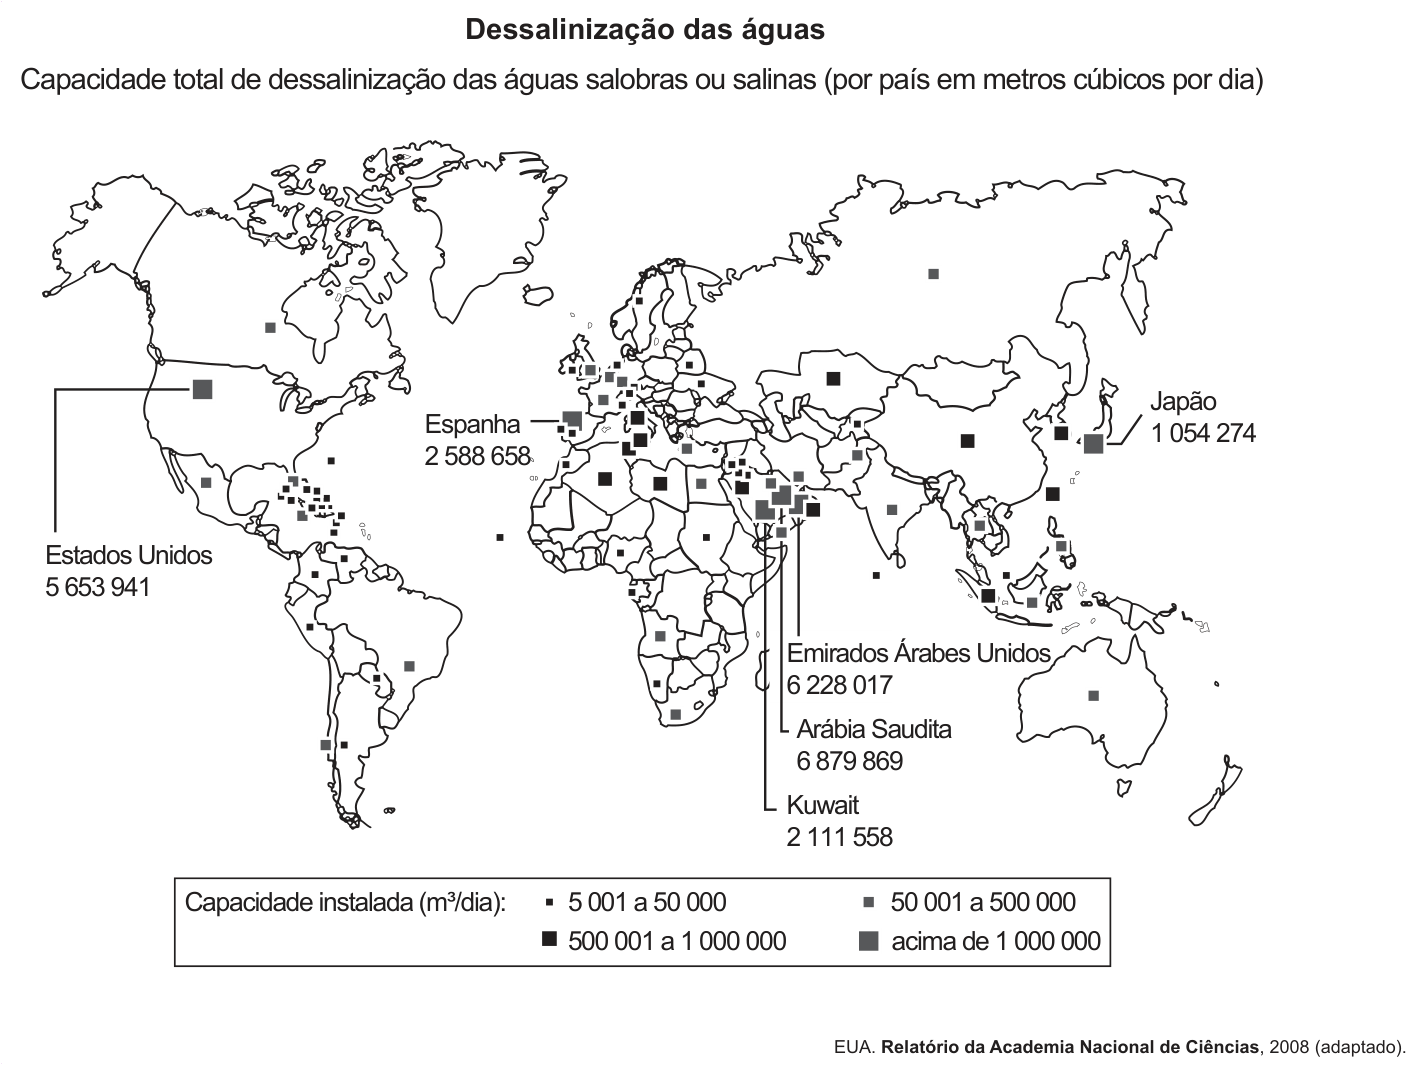 Dessalinização das águas
Capacidade total de dessalinização das águas salobras ou salinas (por país em metros cúbicos por dia)
Japão
1 054 274
Espanha
2 588 658
Estados Unidos
5 653 941
Emirados Árabes Unidos
6 228 017
Arábia Saudita
6 879 869
Kuwait
2 111 558
Capacidade instalada (m³/dia):
5 001 a 50 000
50 001 a 500 000
500 001 a 1 000 000
acima de 1 000 000
EUA. Relatório da Academia Nacional de Ciências, 2008 (adaptado).